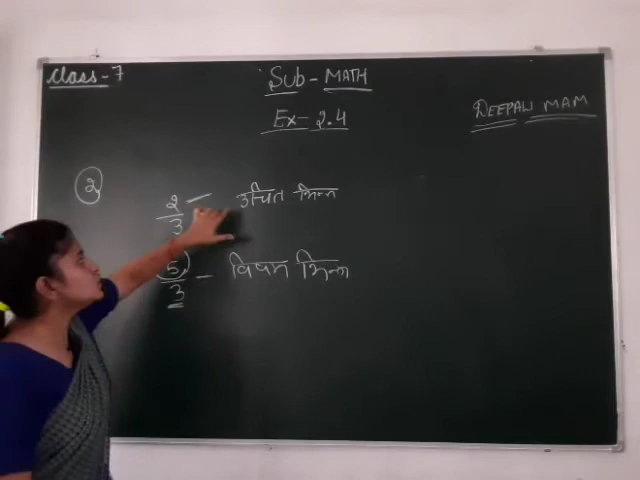 Class-7
Sub-MATH
Ex-2.4
DEEPALI MAM
2
2/3 - उचित भिन्न
5/3 - विषम भिन्न